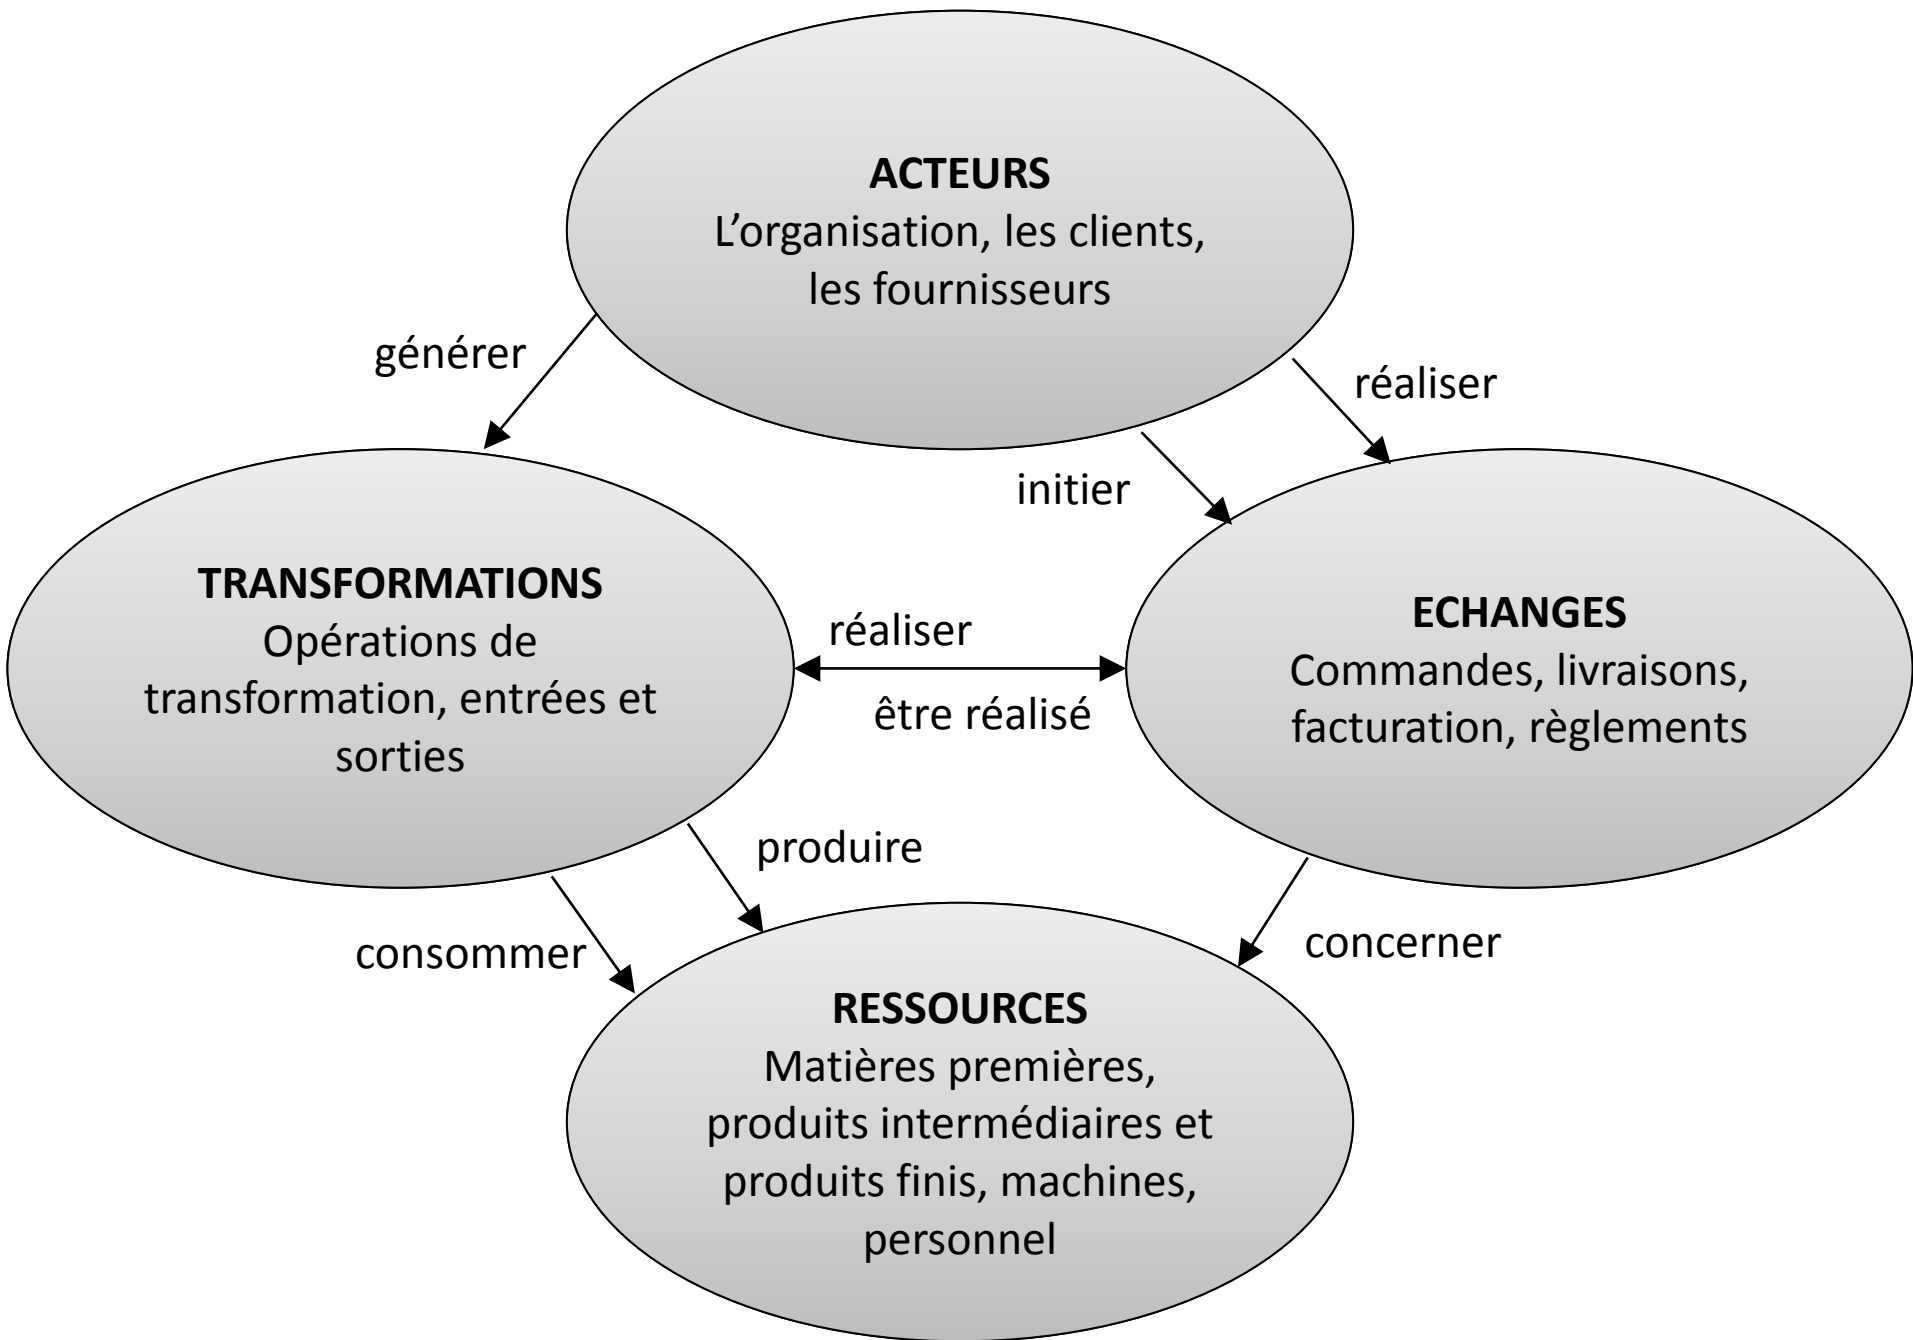 ACTEURS
L’organisation, les clients,
les fournisseurs
générer
réaliser
initier
TRANSFORMATIONS
Opérations de
transformation, entrées et
sorties
réaliser
être réalisé
ECHANGES
Commandes, livraisons,
facturation, règlements
produire
consommer
concerner
RESSOURCES
Matières premières,
produits intermédiaires et
produits finis, machines,
personnel